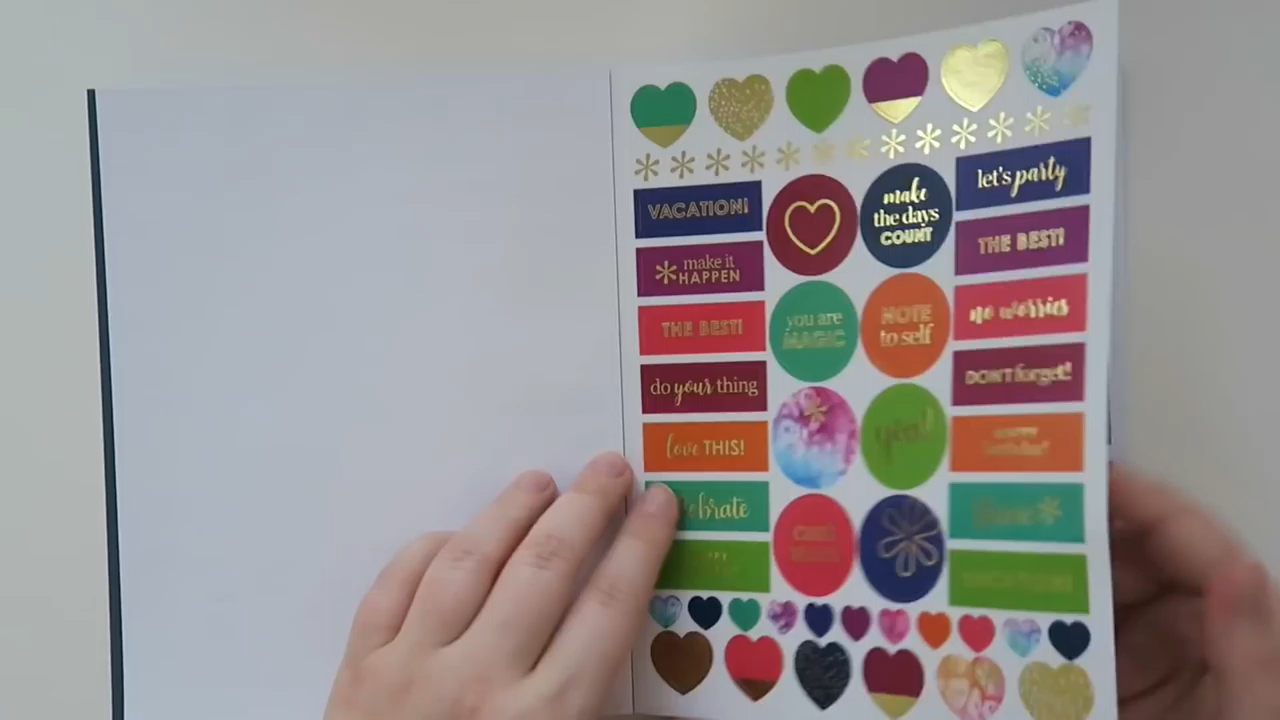 VACATION!
make it
HAPPEN
THE BEST!
do your thing
love THIS!
HAPPY
make
the days
COUNT
you are
MAGIC
NOTE
to self
yea!
let's party
THE BEST!
no worries
DON'T forget!